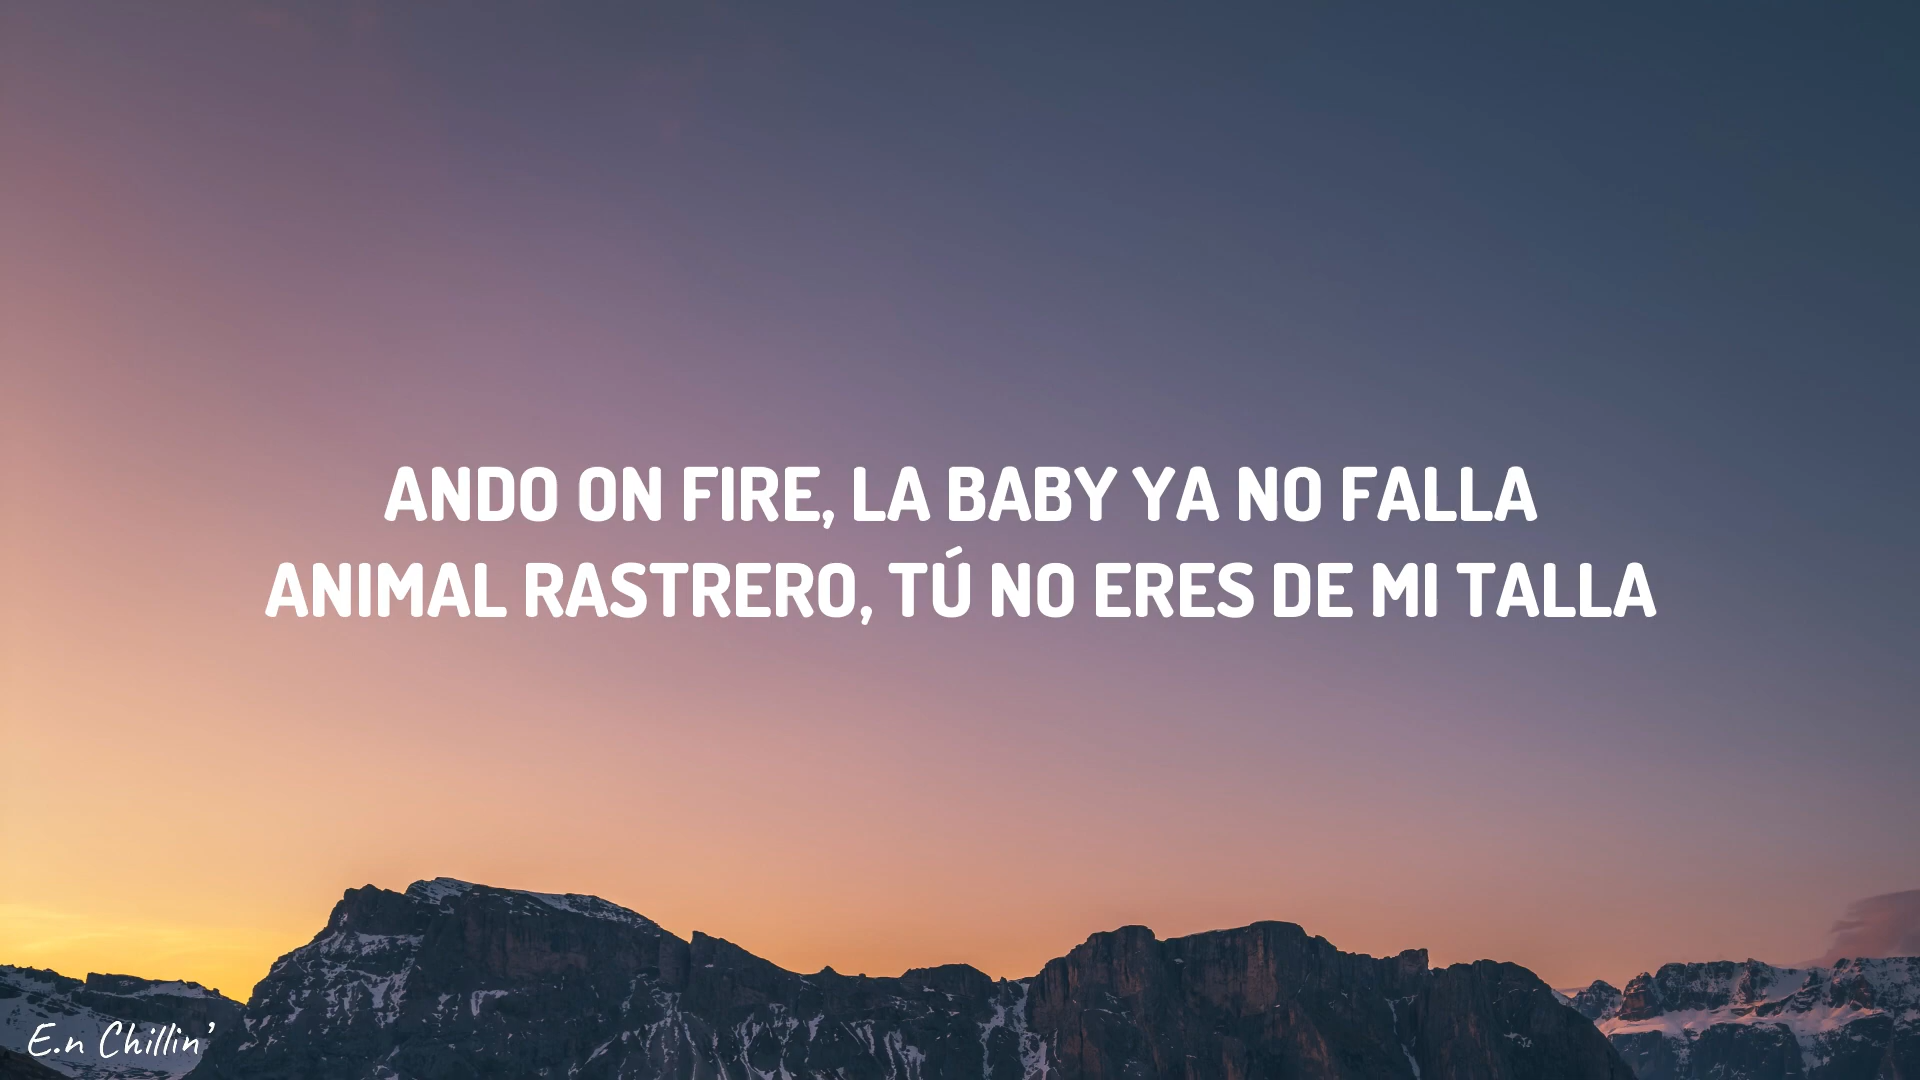 ANDO ON FIRE, LA BABY YA NO FALLA
ANIMAL RASTRERO, TÚ NO ERES DE MI TALLA
E.n Chillin'